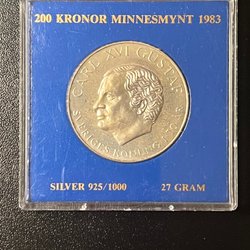 200 KRONOR MINNESMYNT 1983
CARL XVI GUSTAF
SVERIGES KONUNG
SILVER 925/1000 27 GRAM